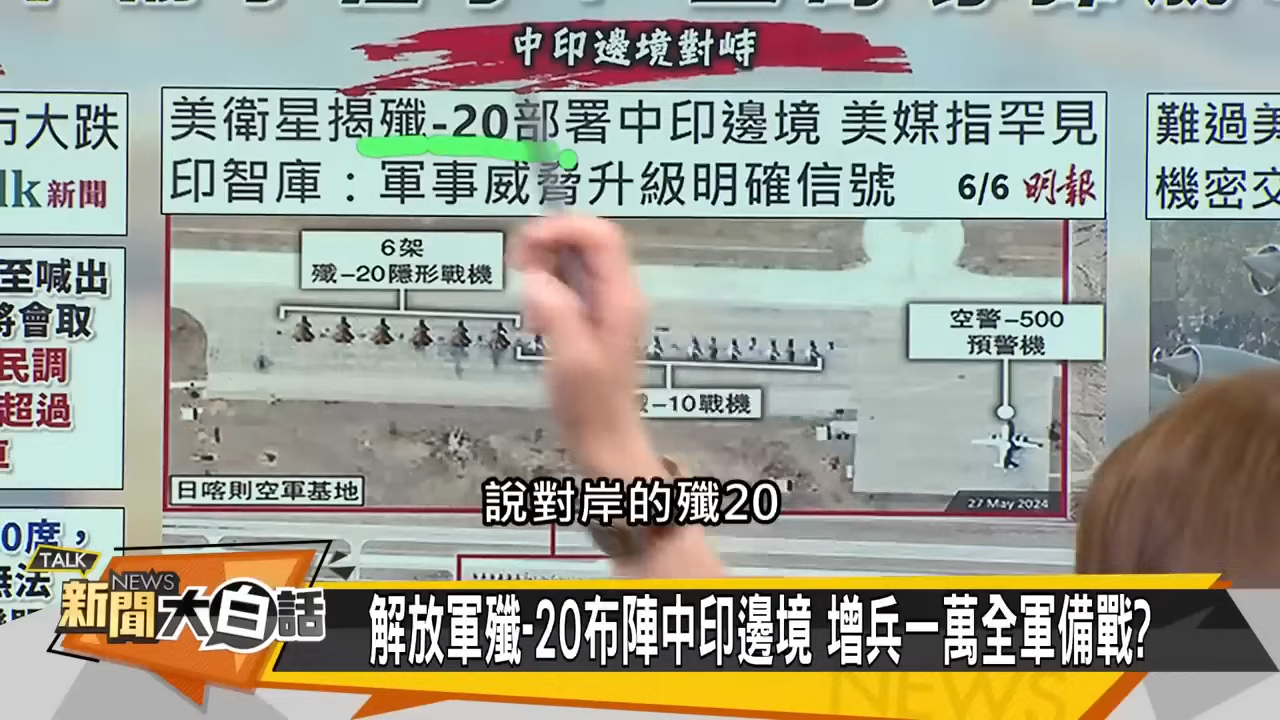 中印邊境對峙
大跌
美衛星揭殲-20部署中印邊境 美媒指罕見
難過美
lk新聞
印智庫：軍事威脅升級明確信號 6/6 明報
機密交
至喊出
將會取
民調
超過
6架
殲-20隱形戰機
空警-500
預警機
-10戰機
日喀則空軍基地
27 May 2024
說對岸的殲20
0席，
無法
TALK
NEWS
新聞大白話
解放軍殲-20布陣中印邊境 增兵一萬全軍備戰?
NEWS